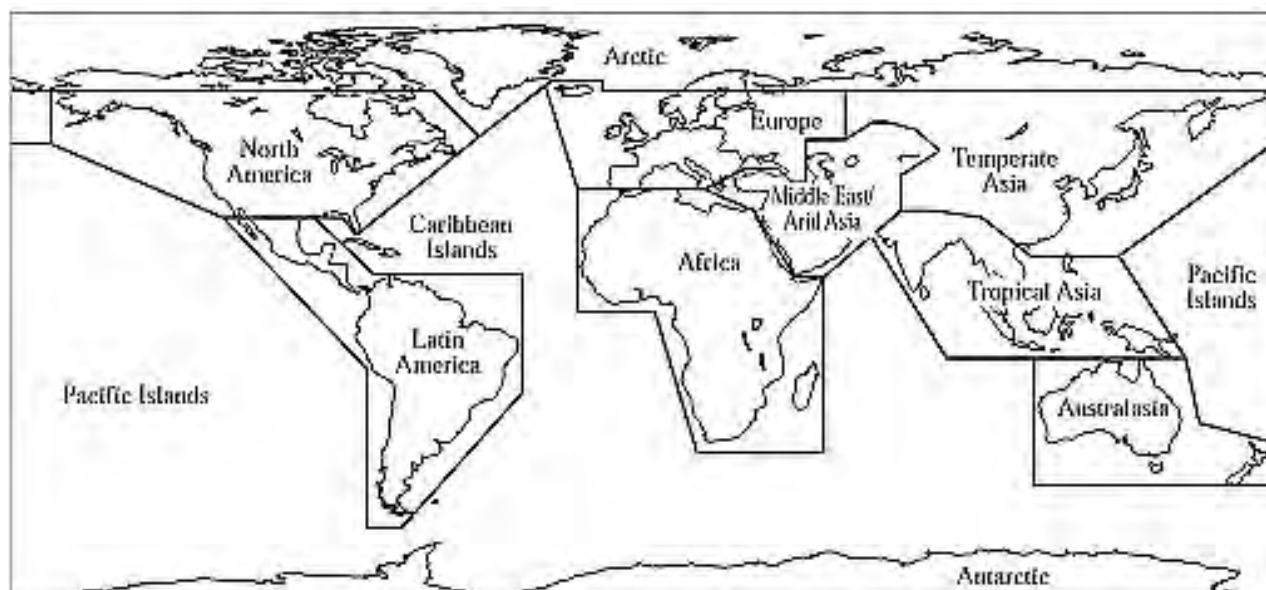 Arctic
Europe
North
America
Temperate
Asia
Middle East/
Arid Asia
Caribbean
Islands
Africa
Pacific
Islands
Tropical Asia
Latin
America
Pacific Islands
Australasia
Antarctic